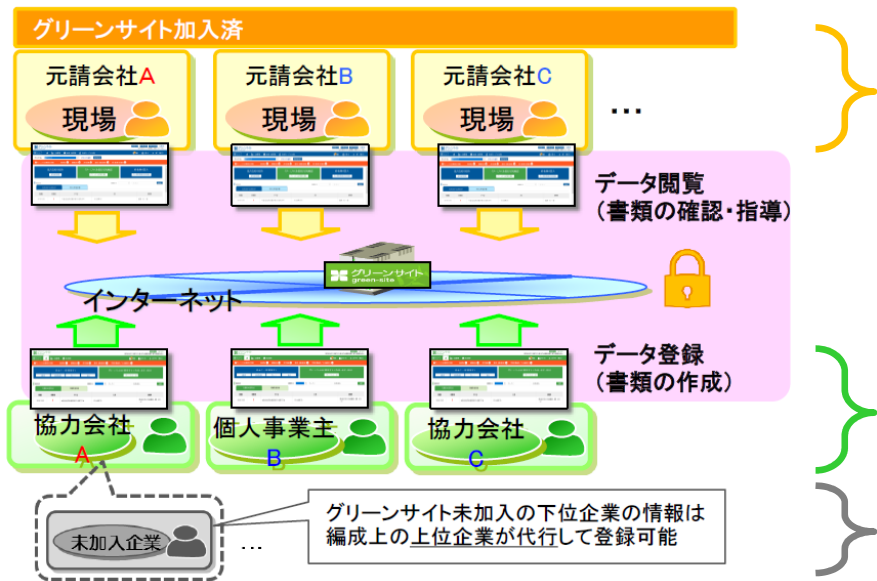 グリーンサイト加入済
元請会社A
元請会社B
元請会社C
現場
現場
現場
…
データ閲覧
(書類の確認・指導)
グリーンサイト
green-site
インターネット
データ登録
(書類の作成)
協力会社
A
個人事業主
B
協力会社
C
未加入企業
…
グリーンサイト未加入の下位企業の情報は
編成上の上位企業が代行して登録可能